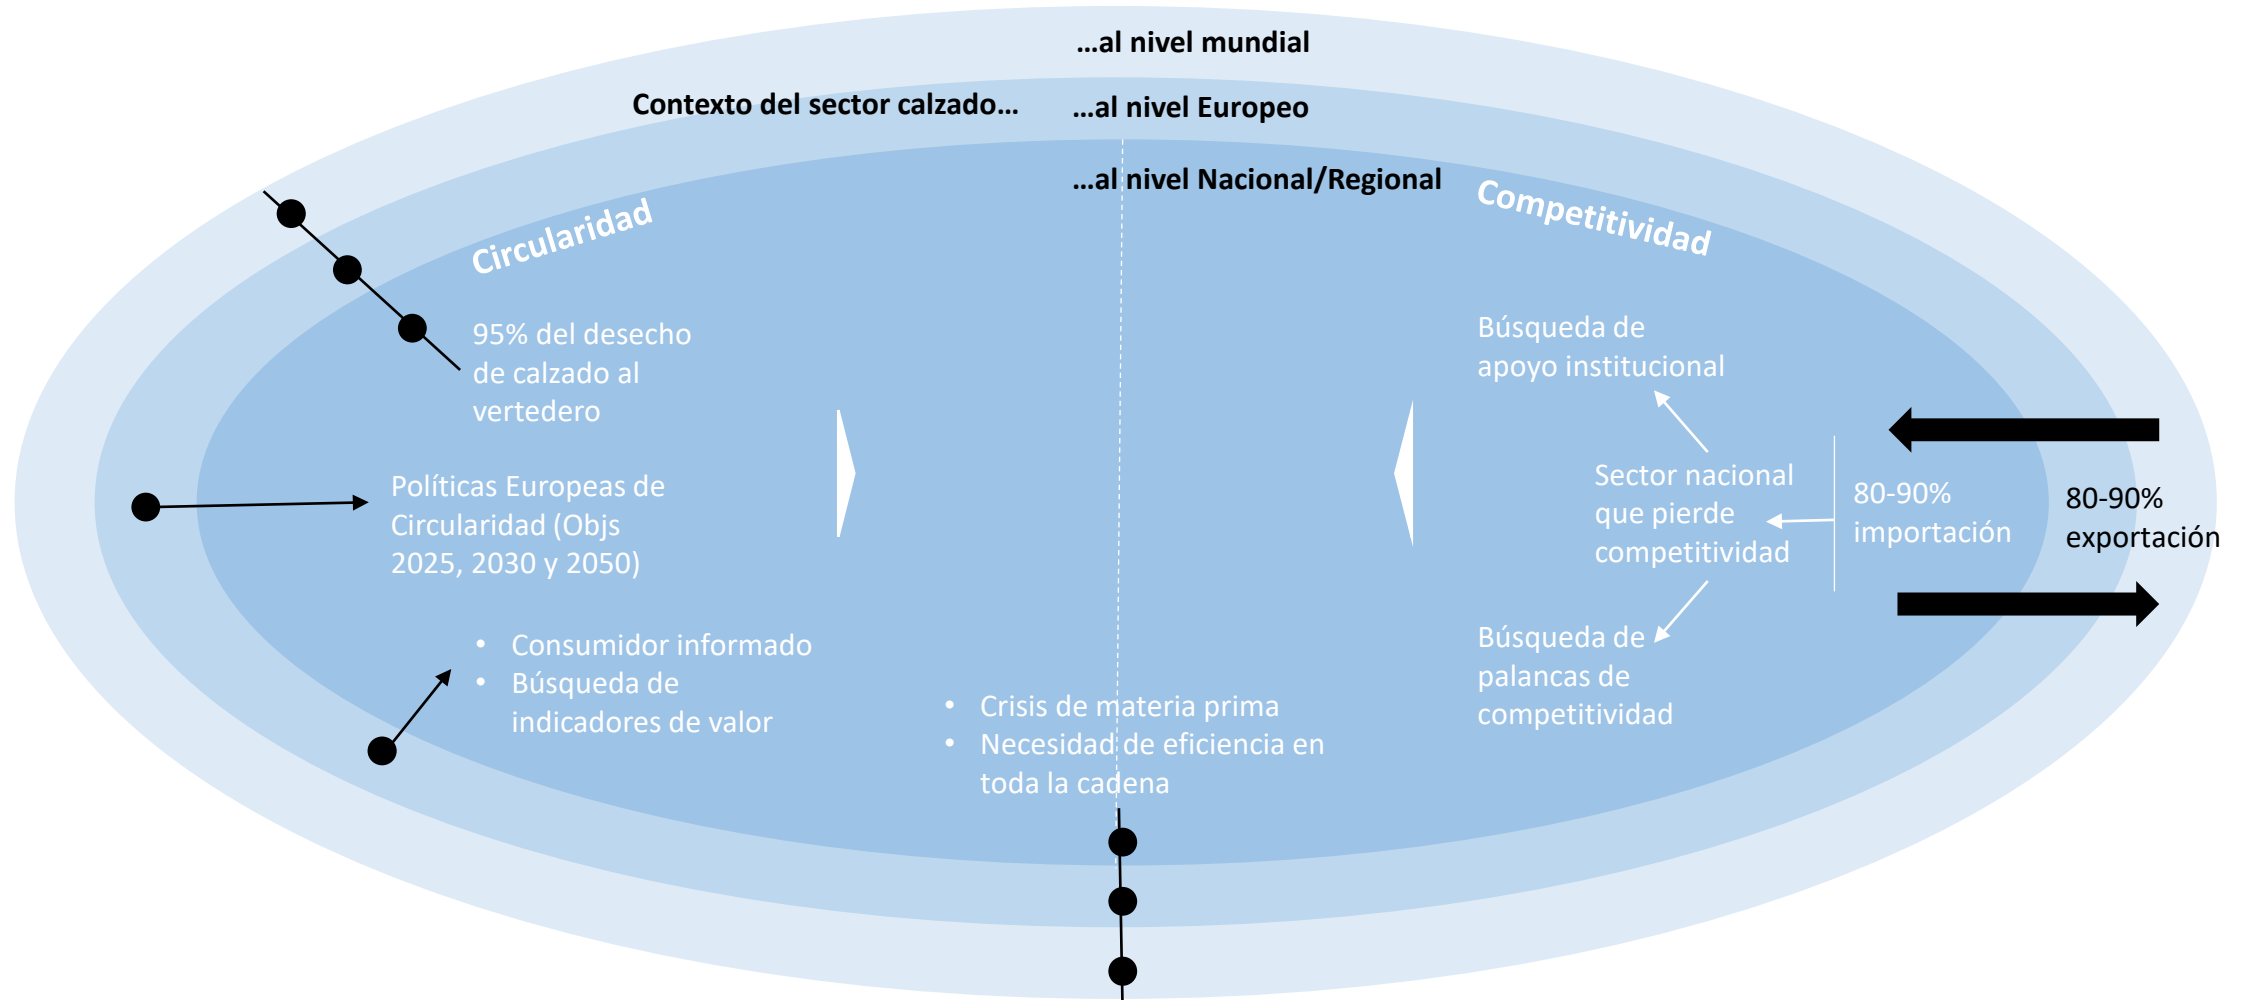 …al nivel mundial
Contexto del sector calzado…
…al nivel Europeo
…al nivel Nacional/Regional
Circularidad
95% del desecho
de calzado al
vertedero
Políticas Europeas de
Circularidad (Objs
2025, 2030 y 2050)
• Consumidor informado
• Búsqueda de
indicadores de valor
• Crisis de materia prima
• Necesidad de eficiencia en
toda la cadena
Competitividad
Búsqueda de
apoyo institucional
Sector nacional
que pierde
competitividad
Búsqueda de
palancas de
competitividad
80-90%
importación
80-90%
exportación